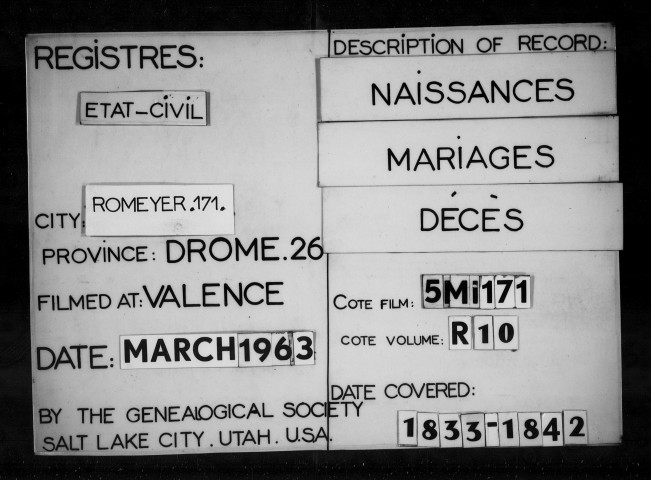 REGISTRES:
ETAT-CIVIL
CITY: ROMEYER.171.
PROVINCE: DROME.26
FILMED AT: VALENCE
DATE: MARCH 1963
BY THE GENEALOGICAL SOCIETY
SALT LAKE CITY. UTAH. U.S.A.
DESCRIPTION OF RECORD:
NAISSANCES
MARIAGES
DÉCÈS
COTE FILM: 5Mi171
COTE VOLUME: R10
DATE COVERED:
1833-1842